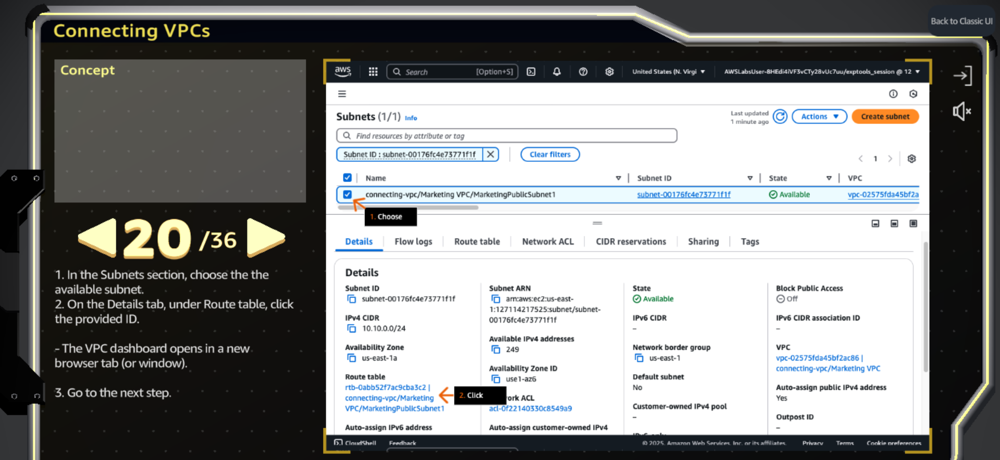 Connecting VPCs
Back to Classic UI
Concept
20 /36
1. In the Subnets section, choose the the
available subnet.
2. On the Details tab, under Route table, click
the provided ID.
- The VPC dashboard opens in a new
browser tab (or window).
3. Go to the next step.
aws
Search [Option+S]
United States (N. Virgi
AWSLabsUser-8HEdi4iVF3vCTy28vUc7uu/exptools_session @ 12
Subnets (1/1) Info
Last updated
1 minute ago
Actions
Create subnet
Find resources by attribute or tag
Subnet ID : subnet-00176fc4e73771f1f
Clear filters
1
Name Subnet ID State VPC
connecting-vpc/Marketing VPC/MarketingPublicSubnet1 subnet-00176fc4e73771f1f Available vpc-02575fda45bf2a
1. Choose
Details Flow logs Route table Network ACL CIDR reservations Sharing Tags
Details
Subnet ID
subnet-00176fc4e73771f1f
IPv4 CIDR
10.10.0.0/24
Availability Zone
us-east-1a
Route table
rtb-0abb52f7ac9cba3c2 |
connecting-vpc/Marketing
VPC/MarketingPublicSubnet1
Auto-assign IPv6 address
2. Click
Subnet ARN
arn:aws:ec2:us-east-
1:127114217525:subnet/subnet-
00176fc4e73771f1f
Available IPv4 addresses
249
Availability Zone ID
use1-az6
ork ACL
acl-0f22140330c8549a9
Auto-assign customer-owned IPv4
State
Available
IPv6 CIDR
–
Network border group
us-east-1
Default subnet
No
Customer-owned IPv4 pool
–
Block Public Access
Off
IPv6 CIDR association ID
–
VPC
vpc-02575fda45bf2ac86 |
connecting-vpc/Marketing VPC
Auto-assign public IPv4 address
Yes
Outpost ID
–
CloudShell Feedback
© 2025, Amazon Web Services, Inc. or its affiliates. Privacy Terms Cookie preferences